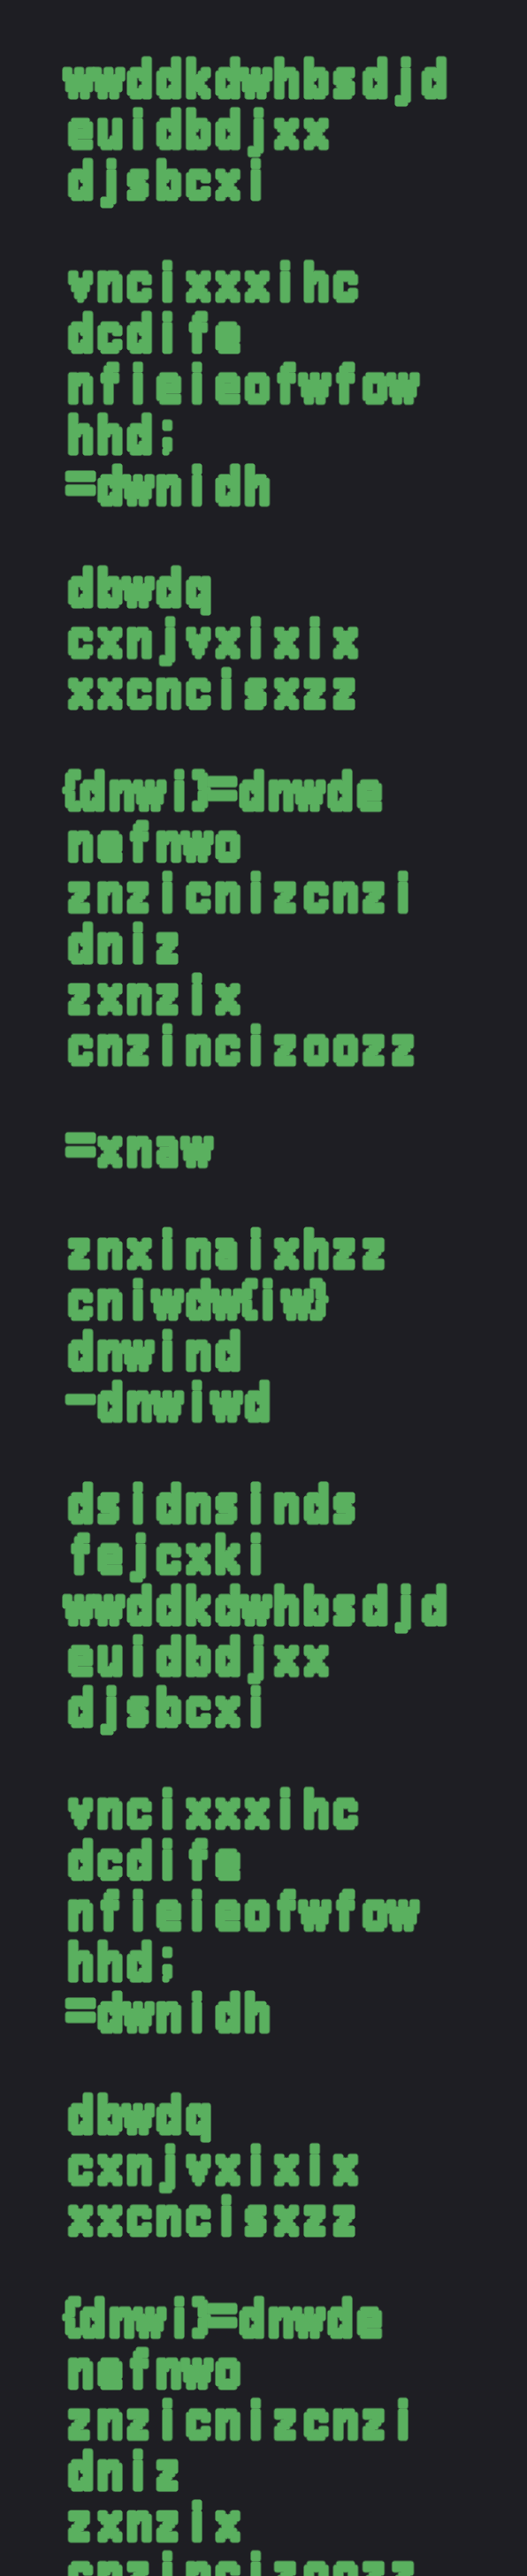 wwddkdwhbsdjd
euidbdjxx
djsbcxi
vncixxxihc
dcdife
nfieieofwfow
hhd;
=dwnidh
dbwdq
cxnjvxixix
xxcncisxzz
{dnwi}=dnwde
nefnwo
znzicnizcnzi
dniz
zxnzix
cnzincizoozz
=xnaw
znxinaixhzz
cniwdw{iw}
dnwind
-dnwiwd
dsidnsinds
fejcxki
wwddkdwhbsdjd
euidbdjxx
djsbcxi
vncixxxihc
dcdife
nfieieofwfow
hhd;
=dwnidh
dbwdq
cxnjvxixix
xxcncisxzz
{dnwi}=dnwde
nefnwo
znzicnizcnzi
dniz
zxnzix
cnzincizoozz